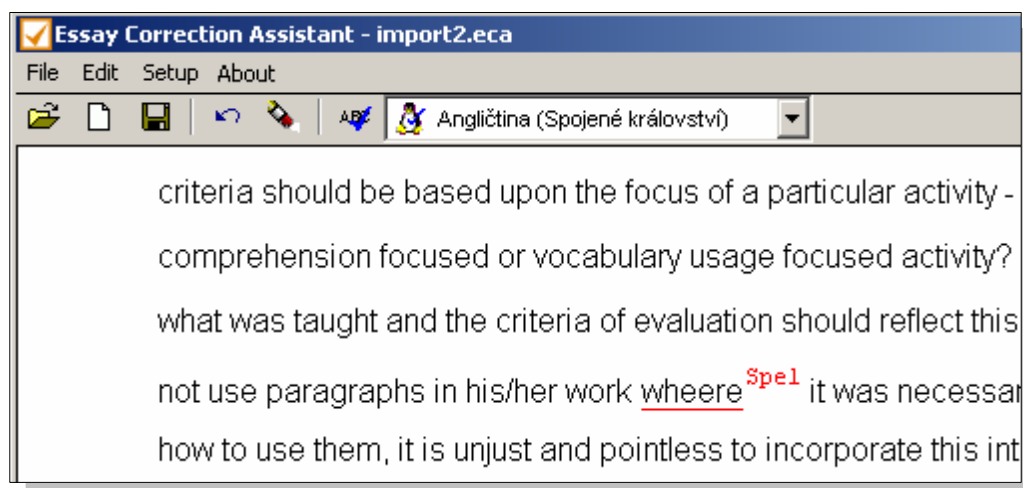 Essay Correction Assistant - import2.eca
File Edit Setup About
ABC Angličtina (Spojené království)
criteria should be based upon the focus of a particular activity -
comprehension focused or vocabulary usage focused activity?
what was taught and the criteria of evaluation should reflect this
not use paragraphs in his/her work wheere Spel it was necessar
how to use them, it is unjust and pointless to incorporate this int